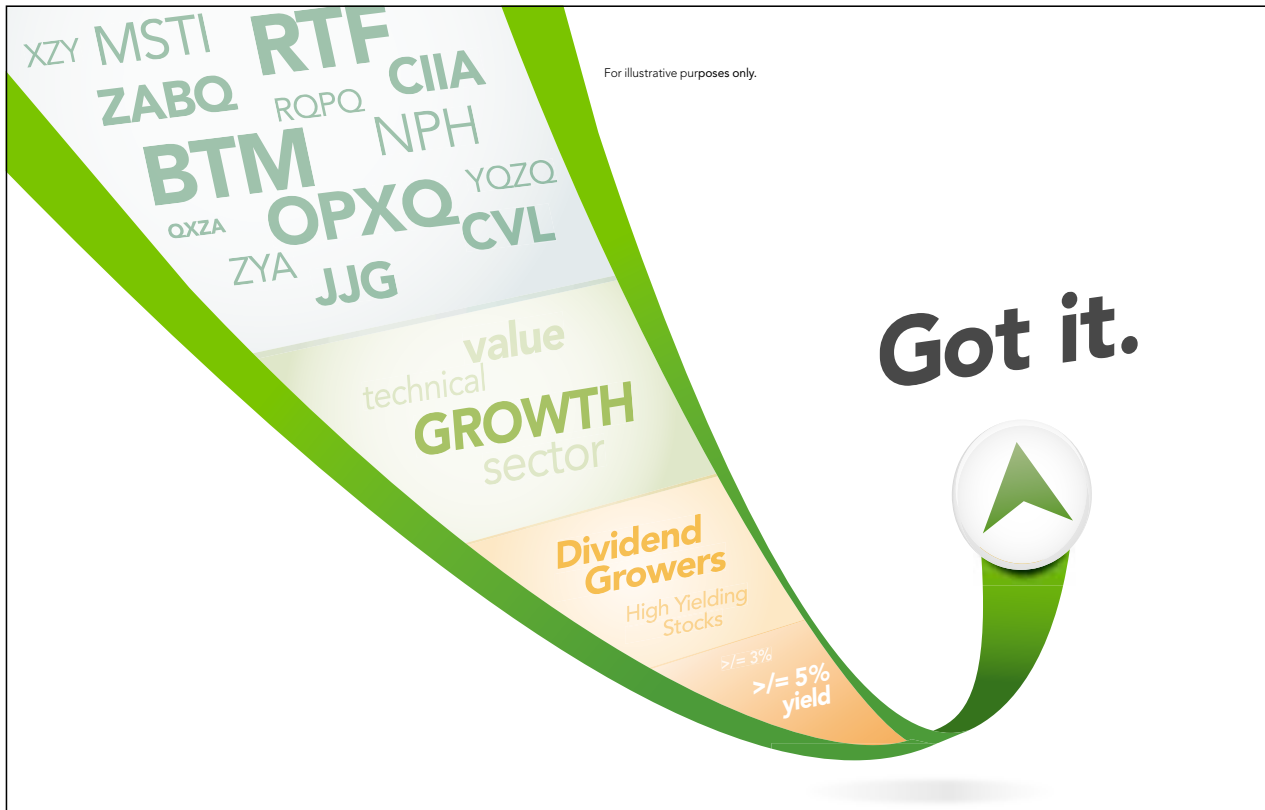 XZY MSTI RTF
ZABQ RQPQ CIIA
BTM NPH
OPXQ YQZQ
QXZA CVL
ZYA JJG
For illustrative purposes only.
value
technical
GROWTH
sector
Dividend
Growers
High Yielding
Stocks
>/= 3%
>/= 5%
yield
Got it.